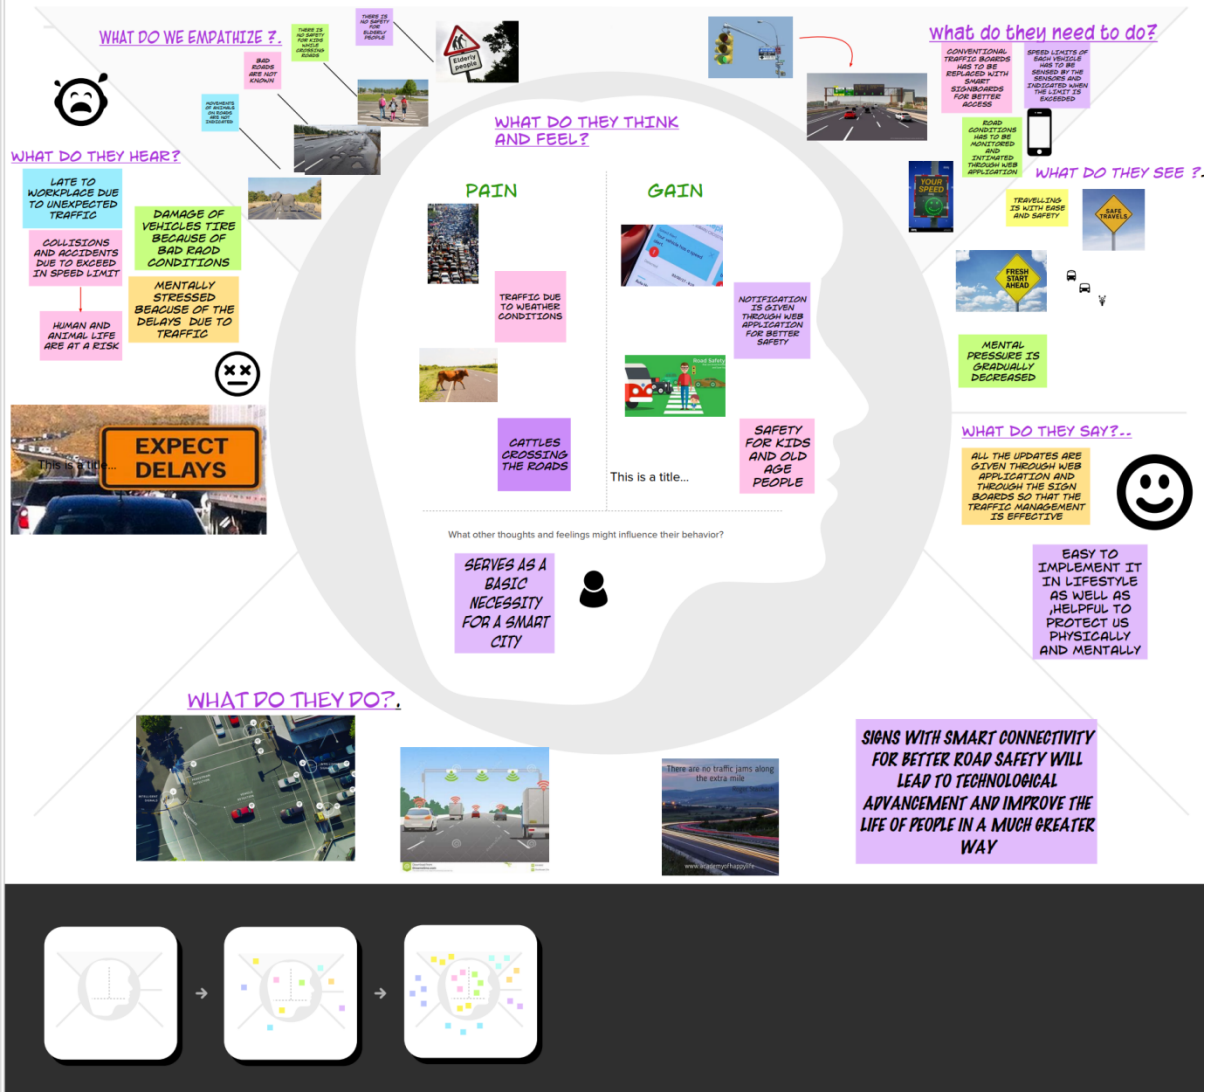 WHAT DO WE EMPATHIZE ?.
THERE IS
NO SAFETY
FOR
ELDERLY
PEOPLE
THERE IS
NO SAFETY
FOR KIDS
WHILE
CROSSING
ROADS
BAD
ROADS
ARE NOT
KNOWN
MOVEMENTS
OF ANIMALS
ON ROADS
ARE NOT
INDICATED
Elderly
people
what do they need to do?
CONVENTIONAL
TRAFFIC BOARDS
HAS TO BE
REPLACED WITH
SMART
SIGNBOARDS
FOR BETTER
ACCESS
SPEED LIMITS OF
EACH VEHICLE
HAS TO BE
SENSED BY THE
SENSORS AND
INDICATED WHEN
THE LIMIT IS
EXCEEDED
ROAD
CONDITIONS
HAS TO BE
MONITORED
AND
INTIMATED
THROUGH WEB
APPLICATION
YOUR
SPEED
WHAT DO THEY HEAR?
LATE TO
WORKPLACE DUE
TO UNEXPECTED
TRAFFIC
COLLISIONS
AND ACCIDENTS
DUE TO EXCEED
IN SPEED LIMIT
HUMAN AND
ANIMAL LIFE
ARE AT A RISK
DAMAGE OF
VEHICLES TIRE
BECAUSE OF
BAD RAOD
CONDITIONS
MENTALLY
STRESSED
BEACUSE OF THE
DELAYS DUE TO
TRAFFIC
EXPECT
DELAYS
This is a title...
WHAT DO THEY THINK
AND FEEL?
PAIN
GAIN
TRAFFIC DUE
TO WEATHER
CONDITIONS
CATTLES
CROSSING
THE ROADS
NOTIFICATION
IS GIVEN
THROUGH WEB
APPLICATION
FOR BETTER
SAFETY
Road Safety
SAFETY
FOR KIDS
AND OLD
AGE
PEOPLE
This is a title...
What other thoughts and feelings might influence their behavior?
SERVES AS A
BASIC
NECESSITY
FOR A SMART
CITY
WHAT DO THEY SEE ?.
TRAVELLING
IS WITH EASE
AND SAFETY
SAFE
TRAVELS
FRESH
START
AHEAD
MENTAL
PRESSURE IS
GRADUALLY
DECREASED
WHAT DO THEY SAY?--
ALL THE UPDATES ARE
GIVEN THROUGH WEB
APPLICATION AND
THROUGH THE SIGN
BOARDS SO THAT THE
TRAFFIC MANAGEMENT
IS EFFECTIVE
EASY TO
IMPLEMENT IT
IN LIFESTYLE
AS WELL AS
,HELPFUL TO
PROTECT US
PHYSICALLY
AND MENTALLY
WHAT DO THEY DO?.
There are no traffic jams along
the extra mile
www.academyofhappylife
SIGNS WITH SMART CONNECTIVITY
FOR BETTER ROAD SAFETY WILL
LEAD TO TECHNOLOGICAL
ADVANCEMENT AND IMPROVE THE
LIFE OF PEOPLE IN A MUCH GREATER
WAY